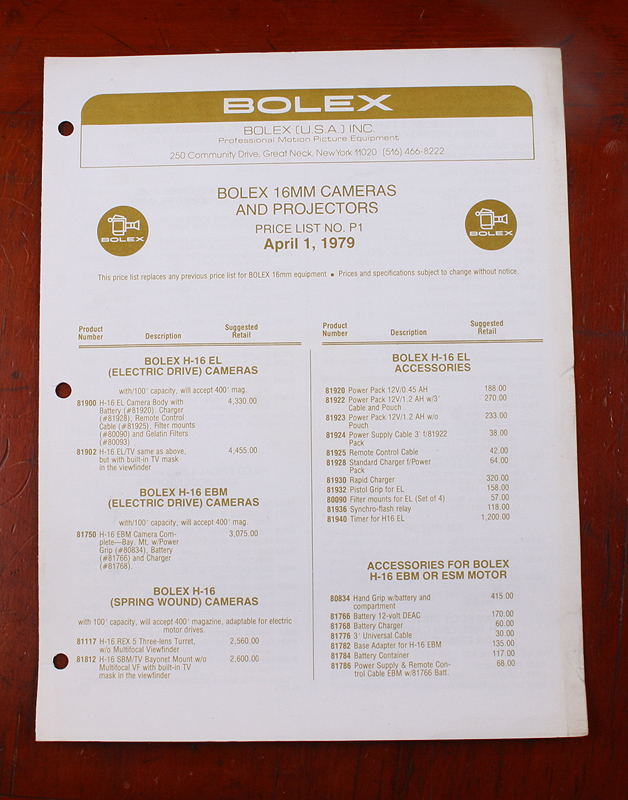 BOLEX
BOLEX (U.S.A.) INC.
Professional Motion Picture Equipment
250 Community Drive, Great Neck, New York 11020 (516) 466-8222
BOLEX 16MM CAMERAS
AND PROJECTORS
PRICE LIST NO. P1
April 1, 1979
BOLEX
BOLEX
This price list replaces any previous price list for BOLEX 16mm equipment • Prices and specifications subject to change without notice.
Product Number Description Suggested Retail
BOLEX H-16 EL
(ELECTRIC DRIVE) CAMERAS
with/100' capacity, will accept 400' mag.
81900 H-16 EL Camera Body with 4,330.00
Battery (#81920), Charger
(#81928), Remote Control
Cable (#81925), Filter mounts
(#80090) and Gelatin Filters
(#80093)
81902 H-16 EL/TV same as above, 4,455.00
but with built-in TV mask
in the viewfinder
BOLEX H-16 EBM
(ELECTRIC DRIVE) CAMERAS
with/100' capacity, will accept 400' mag.
81750 H-16 EBM Camera Com- 3,075.00
plete—Bay. Mt. w/Power
Grip (#80834), Battery
(#81766) and Charger
(#81768).
BOLEX H-16
(SPRING WOUND) CAMERAS
with 100' capacity, will accept 400' magazine, adaptable for electric
motor drives.
81117 H-16 REX 5 Three-lens Turret, 2,560.00
w/o Multifocal Viewfinder
81812 H-16 SBM/TV Bayonet Mount w/o 2,600.00
Multifocal VF with built-in TV
mask in the viewfinder
Product Number Description Suggested Retail
BOLEX H-16 EL
ACCESSORIES
81920 Power Pack 12V/0.45 AH 188.00
81922 Power Pack 12V/1.2 AH w/3' 270.00
Cable and Pouch
81923 Power Pack 12V/1.2 AH w/o 233.00
Pouch
81924 Power Supply Cable 3' f/81922 38.00
Pack
81925 Remote Control Cable 42.00
81928 Standard Charger f/Power 64.00
Pack
81930 Rapid Charger 320.00
81932 Pistol Grip for EL 158.00
80090 Filter mounts for EL (Set of 4) 57.00
81936 Synchro-flash relay 118.00
81940 Timer for H16 EL 1,200.00
ACCESSORIES FOR BOLEX
H-16 EBM OR ESM MOTOR
80834 Hand Grip w/battery and 415.00
compartment
81766 Battery 12-volt DEAC 170.00
81768 Battery Charger 60.00
81776 3' Universal Cable 30.00
81782 Base Adapter for H-16 EBM 135.00
81784 Battery Container 117.00
81786 Power Supply & Remote Con- 68.00
trol Cable EBM w/81766 Batt.